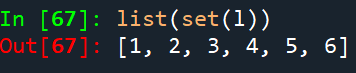 In [67]: list(set(l))
Out[67]: [1, 2, 3, 4, 5, 6]